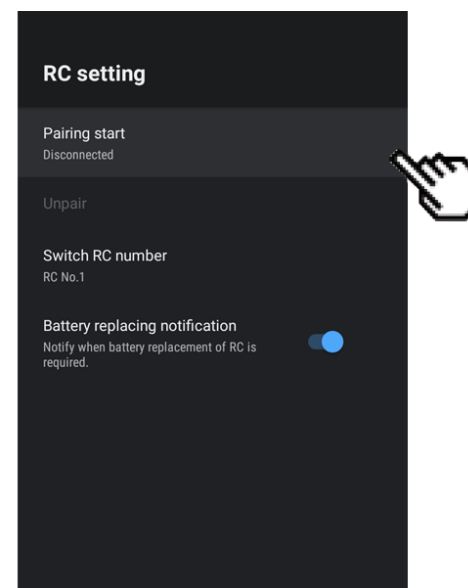 RC setting
Pairing start
Disconnected
Unpair
Switch RC number
RC No.1
Battery replacing notification
Notify when battery replacement of RC is
required.